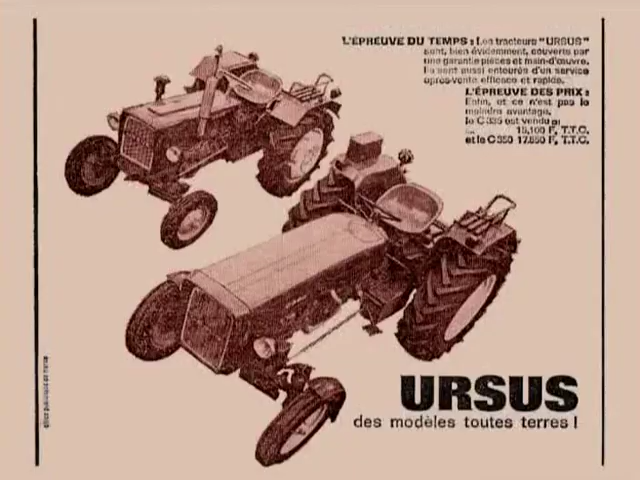 L'ÉPREUVE DU TEMPS : Les tracteurs "URSUS"
sont, bien évidemment, couverts par
une garantie pièces et main-d'œuvre.
Ils sont aussi entourés d'un service
après-vente efficace et rapide.
L'ÉPREUVE DES PRIX :
Enfin, et ce n'est pas le
moindre avantage,
le C 335 est vendu
15,100 F, T.T.C.
et le C 350 17.850 F, T.T.C.
URSUS
des modèles toutes terres !